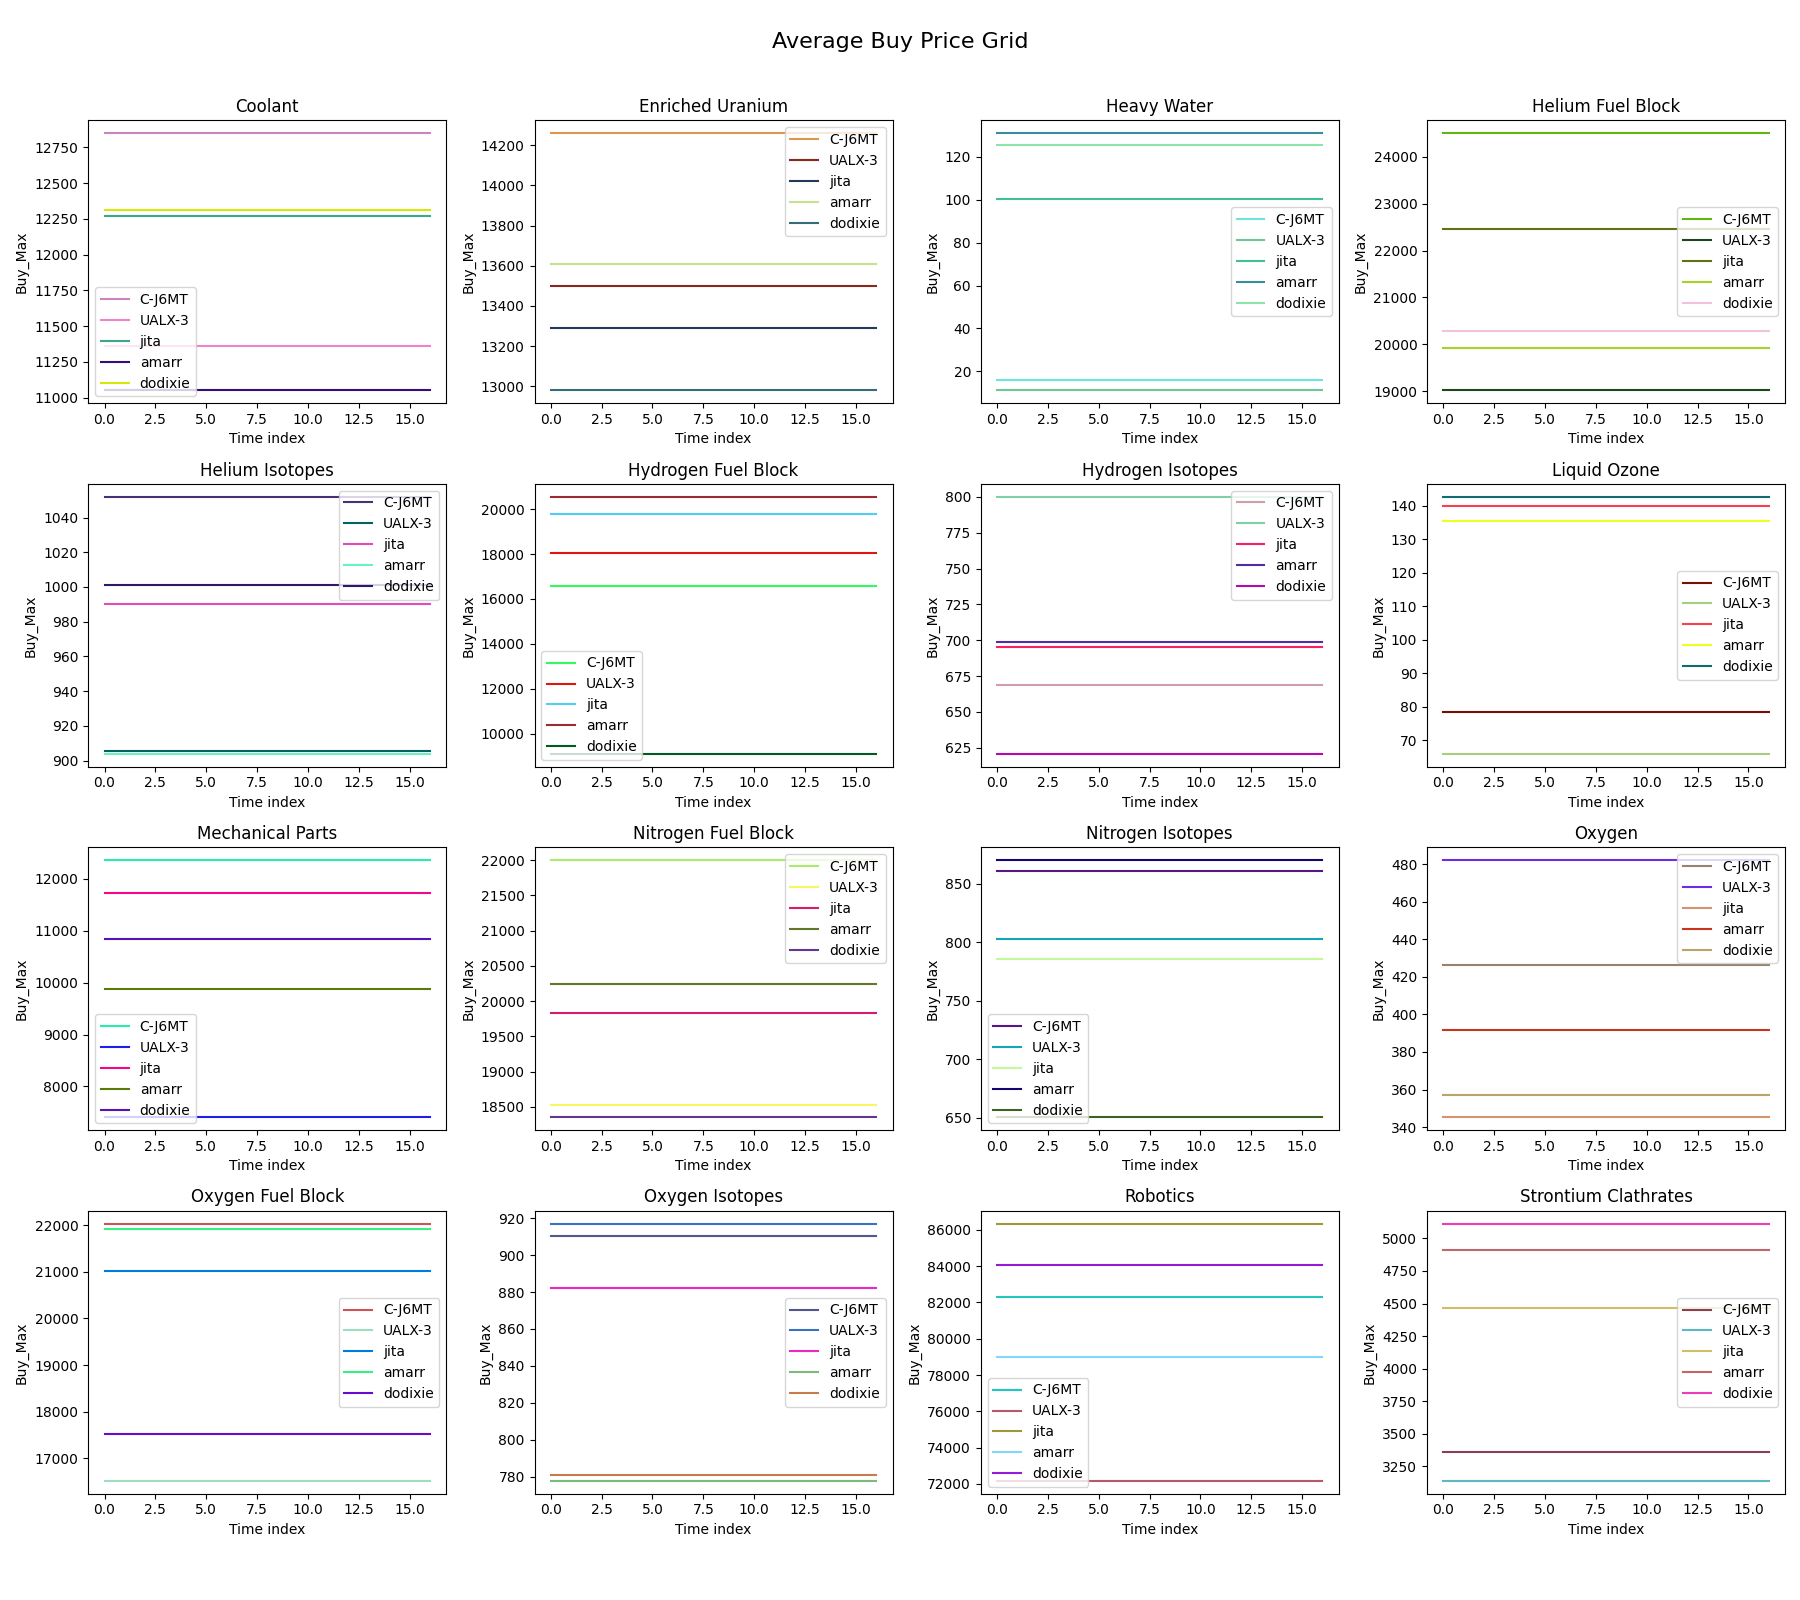 Average Buy Price Grid
Coolant
12750
12500
12250
12000
11750
11500
11250
11000
Buy_Max
C-J6MT
UALX-3
jita
amarr
dodixie
0.0 2.5 5.0 7.5 10.0 12.5 15.0
Time index
Enriched Uranium
14200
14000
13800
13600
13400
13200
13000
Buy_Max
C-J6MT
UALX-3
jita
amarr
dodixie
0.0 2.5 5.0 7.5 10.0 12.5 15.0
Time index
Heavy Water
120
100
80
60
40
20
Buy_Max
C-J6MT
UALX-3
jita
amarr
dodixie
0.0 2.5 5.0 7.5 10.0 12.5 15.0
Time index
Helium Fuel Block
24000
23000
22000
21000
20000
19000
Buy_Max
C-J6MT
UALX-3
jita
amarr
dodixie
0.0 2.5 5.0 7.5 10.0 12.5 15.0
Time index
Helium Isotopes
1040
1020
1000
980
960
940
920
900
Buy_Max
C-J6MT
UALX-3
jita
amarr
dodixie
0.0 2.5 5.0 7.5 10.0 12.5 15.0
Time index
Hydrogen Fuel Block
20000
18000
16000
14000
12000
10000
Buy_Max
C-J6MT
UALX-3
jita
amarr
dodixie
0.0 2.5 5.0 7.5 10.0 12.5 15.0
Time index
Hydrogen Isotopes
800
775
750
725
700
675
650
625
Buy_Max
C-J6MT
UALX-3
jita
amarr
dodixie
0.0 2.5 5.0 7.5 10.0 12.5 15.0
Time index
Liquid Ozone
140
130
120
110
100
90
80
70
Buy_Max
C-J6MT
UALX-3
jita
amarr
dodixie
0.0 2.5 5.0 7.5 10.0 12.5 15.0
Time index
Mechanical Parts
12000
11000
10000
9000
8000
Buy_Max
C-J6MT
UALX-3
jita
amarr
dodixie
0.0 2.5 5.0 7.5 10.0 12.5 15.0
Time index
Nitrogen Fuel Block
22000
21500
21000
20500
20000
19500
19000
18500
Buy_Max
C-J6MT
UALX-3
jita
amarr
dodixie
0.0 2.5 5.0 7.5 10.0 12.5 15.0
Time index
Nitrogen Isotopes
850
800
750
700
650
Buy_Max
C-J6MT
UALX-3
jita
amarr
dodixie
0.0 2.5 5.0 7.5 10.0 12.5 15.0
Time index
Oxygen
480
460
440
420
400
380
360
340
Buy_Max
C-J6MT
UALX-3
jita
amarr
dodixie
0.0 2.5 5.0 7.5 10.0 12.5 15.0
Time index
Oxygen Fuel Block
22000
21000
20000
19000
18000
17000
Buy_Max
C-J6MT
UALX-3
jita
amarr
dodixie
0.0 2.5 5.0 7.5 10.0 12.5 15.0
Time index
Oxygen Isotopes
920
900
880
860
840
820
800
780
Buy_Max
C-J6MT
UALX-3
jita
amarr
dodixie
0.0 2.5 5.0 7.5 10.0 12.5 15.0
Time index
Robotics
86000
84000
82000
80000
78000
76000
74000
72000
Buy_Max
C-J6MT
UALX-3
jita
amarr
dodixie
0.0 2.5 5.0 7.5 10.0 12.5 15.0
Time index
Strontium Clathrates
5000
4750
4500
4250
4000
3750
3500
3250
Buy_Max
C-J6MT
UALX-3
jita
amarr
dodixie
0.0 2.5 5.0 7.5 10.0 12.5 15.0
Time index